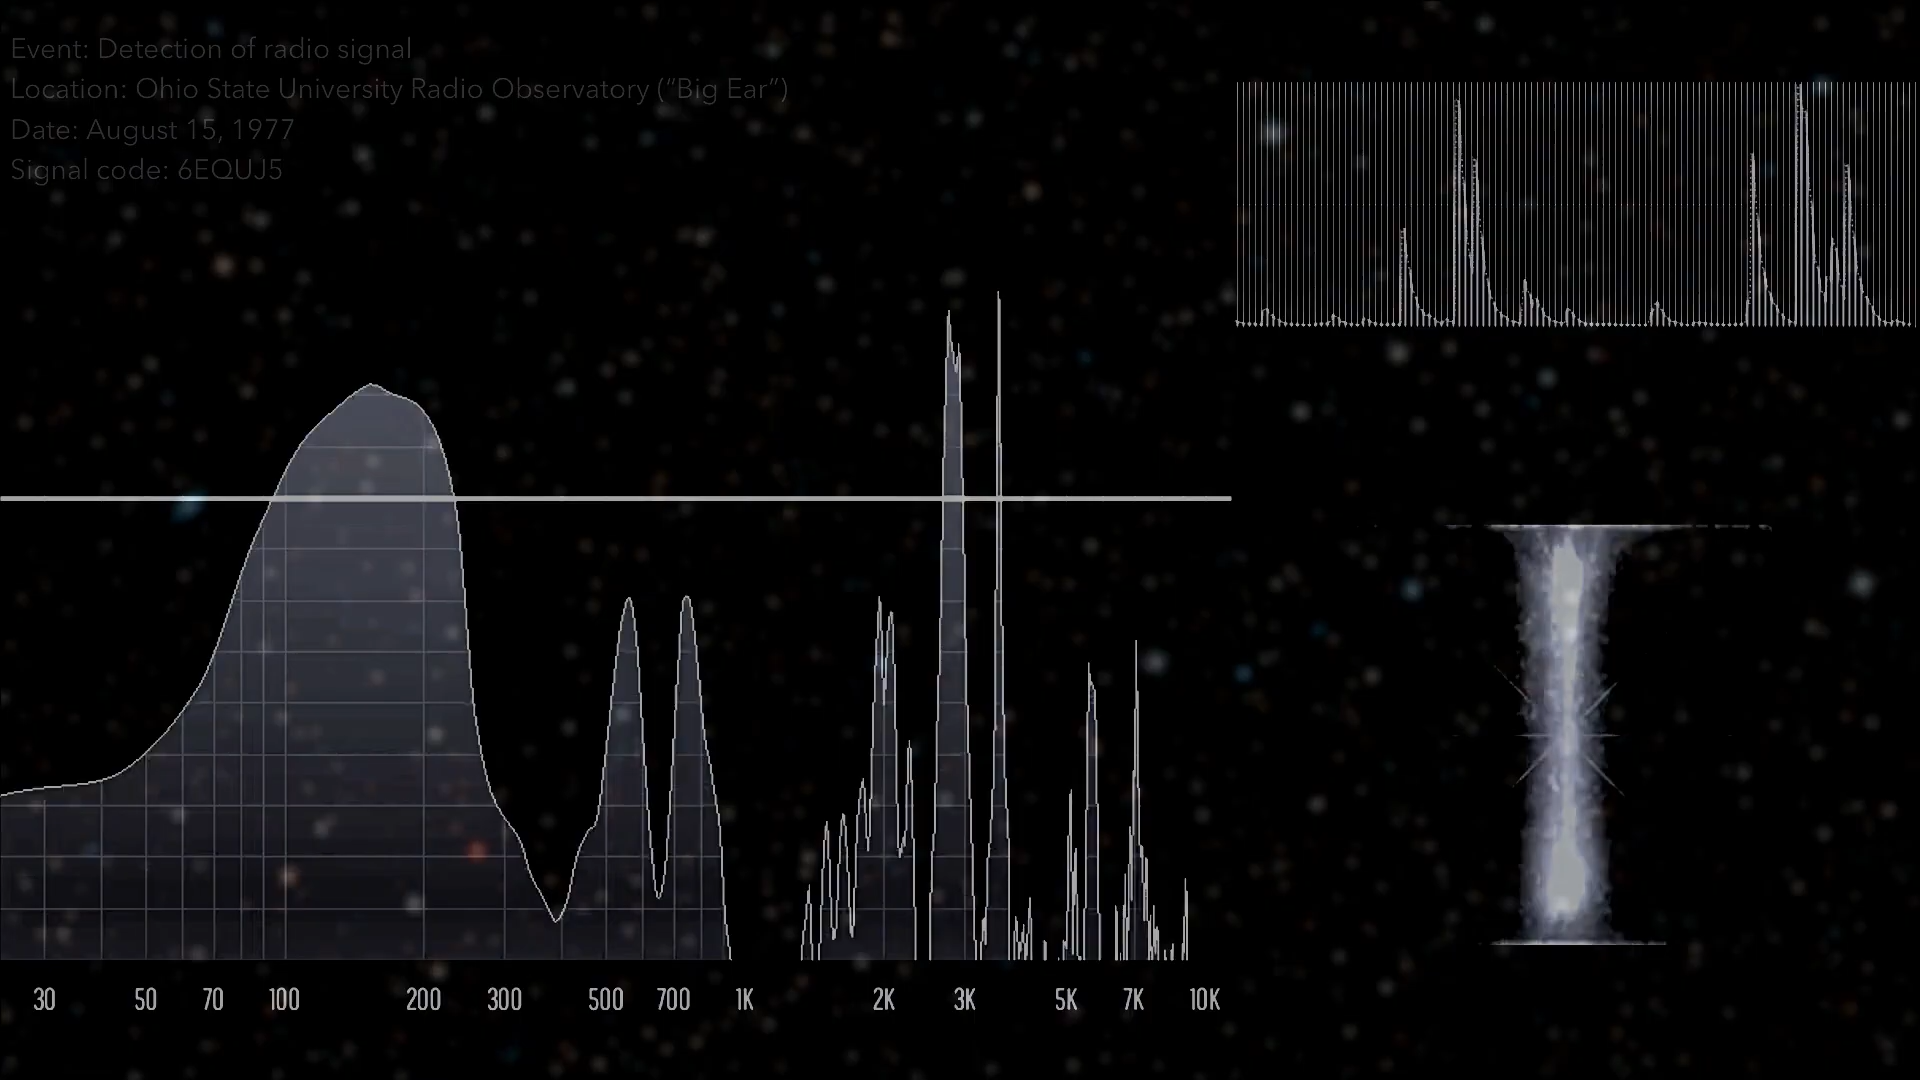 Event: Detection of radio signal
Location: Ohio State University Radio Observatory (“Big Ear”)
Date: August 15, 1977
Signal code: 6EQUJ5
30 50 70 100 200 300 500 700 1K 2K 3K 5K 7K 10K